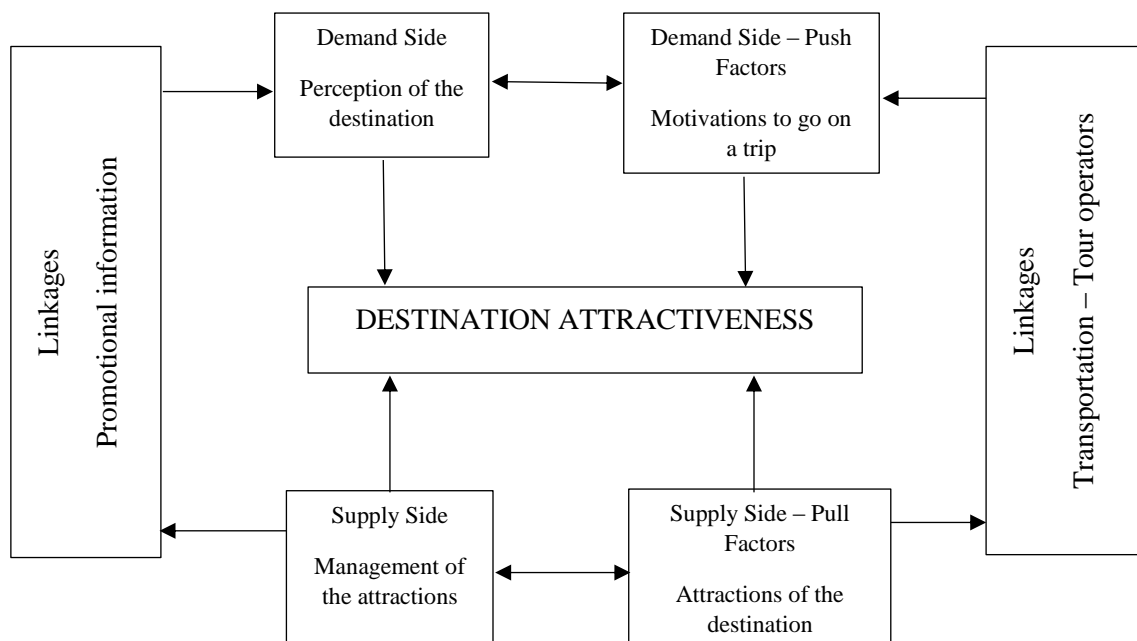 Linkages
Promotional information
Demand Side
Perception of the
destination
Demand Side – Push
Factors
Motivations to go on
a trip
Linkages
Transportation – Tour operators
DESTINATION ATTRACTIVENESS
Supply Side
Management of
the attractions
Supply Side – Pull
Factors
Attractions of the
destination